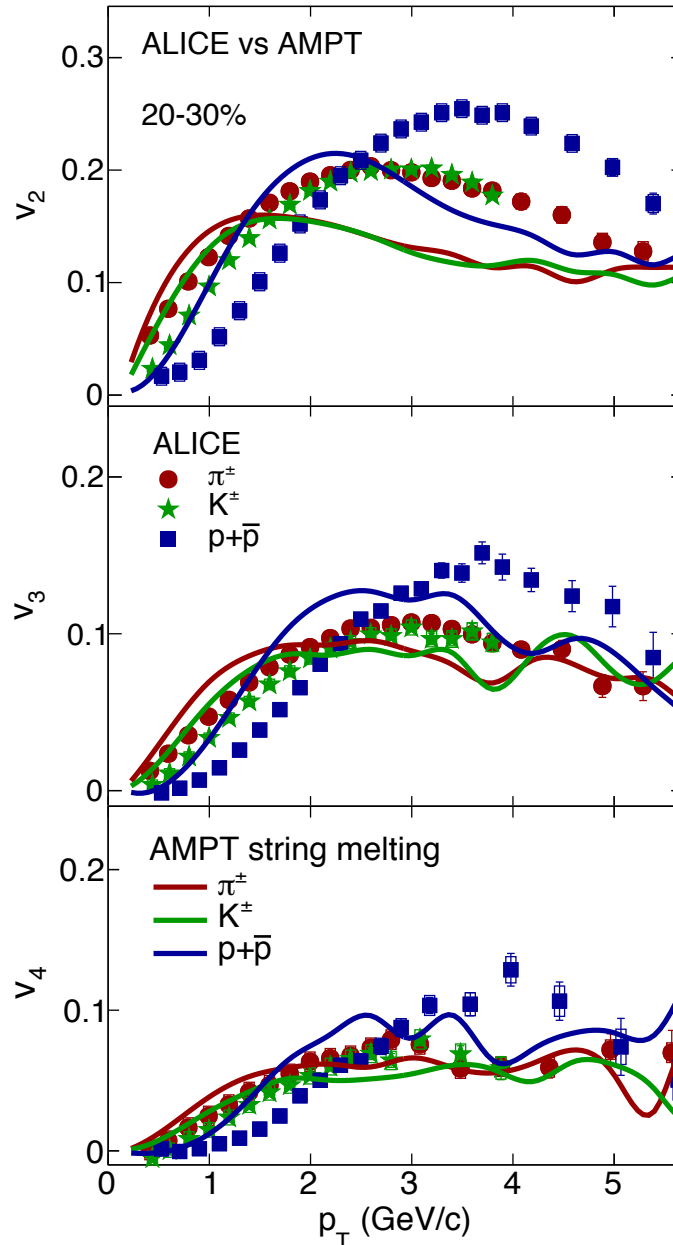 ALICE vs AMPT
20-30%
v2
0.3
0.2
0.1
0
ALICE
π±
K±
p+p̅
v3
0.2
0.1
0
AMPT string melting
π±
K±
p+p̅
v4
0.2
0.1
0
0 1 2 3 4 5
pT (GeV/c)